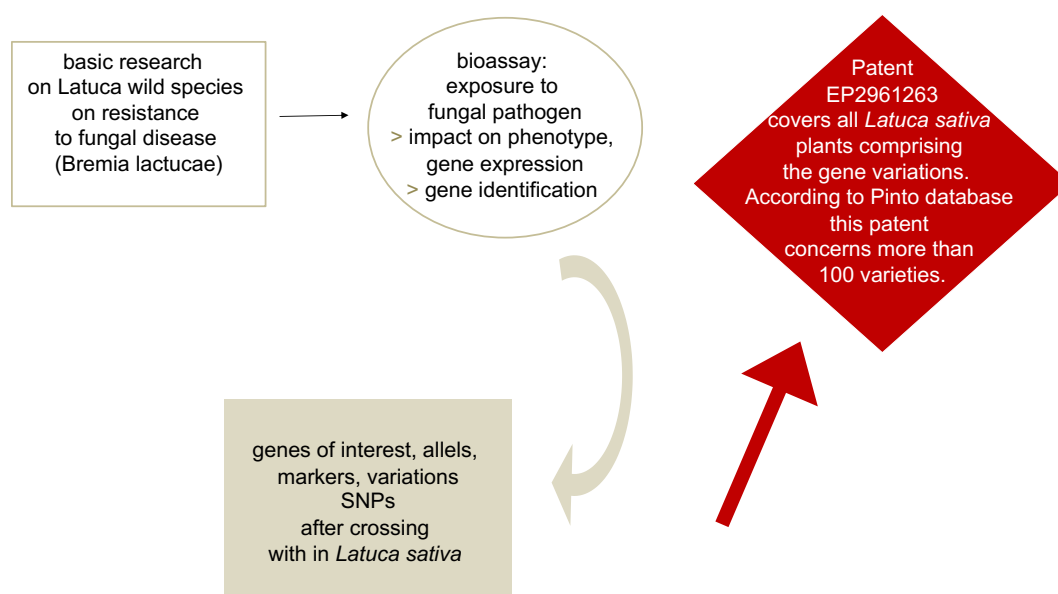 basic research
on Latuca wild species
on resistance
to fungal disease
(Bremia lactucae)
bioassay:
exposure to
fungal pathogen
> impact on phenotype,
gene expression
> gene identification
Patent
EP2961263
covers all Latuca sativa
plants comprising
the gene variations.
According to Pinto database
this patent
concerns more than
100 varieties.
genes of interest, allels,
markers, variations
SNPs
after crossing
with in Latuca sativa